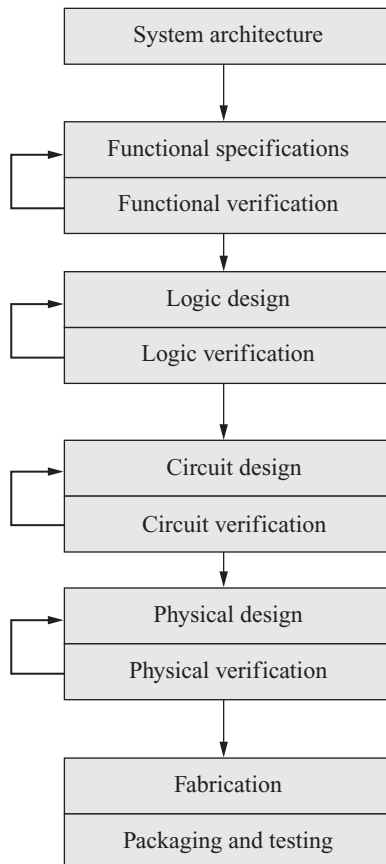 System architecture
Functional specifications
Functional verification
Logic design
Logic verification
Circuit design
Circuit verification
Physical design
Physical verification
Fabrication
Packaging and testing